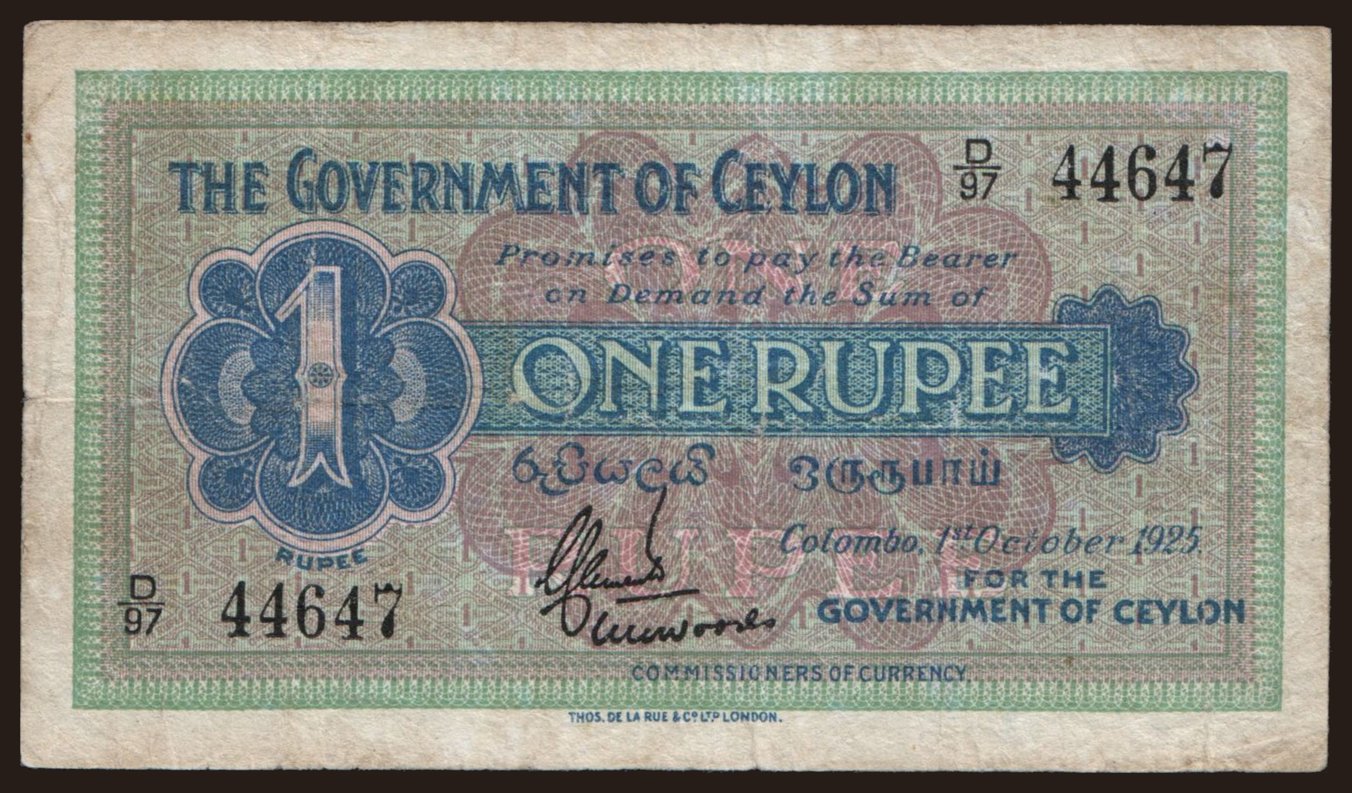 THE GOVERNMENT OF CEYLON D/97 44647
Promises to pay the Bearer
on Demand the Sum of
1
ONE RUPEE
ONE RUPEE
රුපියලයි ஒருரூபாய்
RUPEE
Colombo, 1st October 1925.
FOR THE
GOVERNMENT OF CEYLON
D/97 44647
COMMISSIONERS OF CURRENCY.
THOS. DE LA RUE & Co. LTD LONDON.